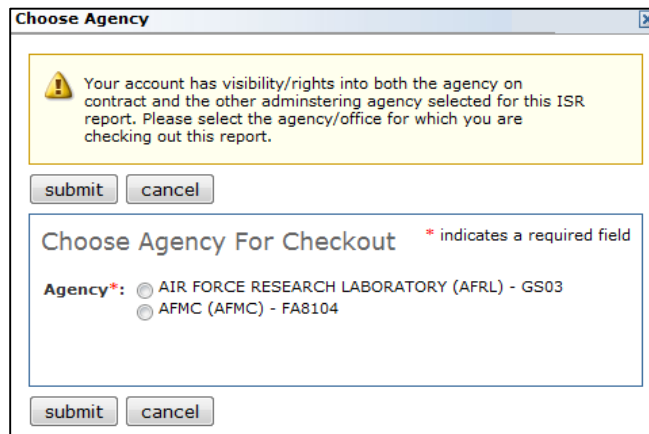 Choose Agency
Your account has visibility/rights into both the agency on
contract and the other adminstering agency selected for this ISR
report. Please select the agency/office for which you are
checking out this report.
submit cancel
Choose Agency For Checkout * indicates a required field
Agency*: AIR FORCE RESEARCH LABORATORY (AFRL) - GS03
AFMC (AFMC) - FA8104
submit cancel